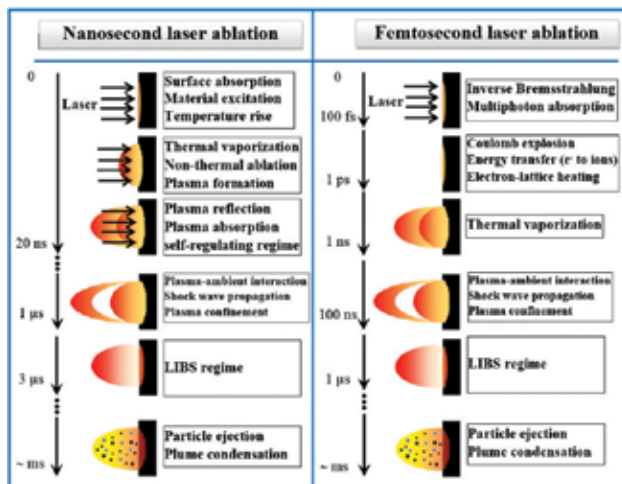 Nanosecond laser ablation
0
Laser
Surface absorption
Material excitation
Temperature rise
Thermal vaporization
Non-thermal ablation
Plasma formation
Plasma reflection
Plasma absorption
self-regulating regime
20 ns
Plasma-ambient interaction
Shock wave propagation
Plasma confinement
1 µs
LIBS regime
3 µs
Particle ejection
Plume condensation
~ ms
Femtosecond laser ablation
0
Laser
100 fs
Inverse Bremsstrahlung
Multiphoton absorption
Coulomb explosion
Energy transfer (e⁻ to ions)
Electron-lattice heating
1 ps
Thermal vaporization
1 ns
Plasma-ambient interaction
Shock wave propagation
Plasma confinement
100 ns
LIBS regime
1 µs
Particle ejection
Plume condensation
~ ms